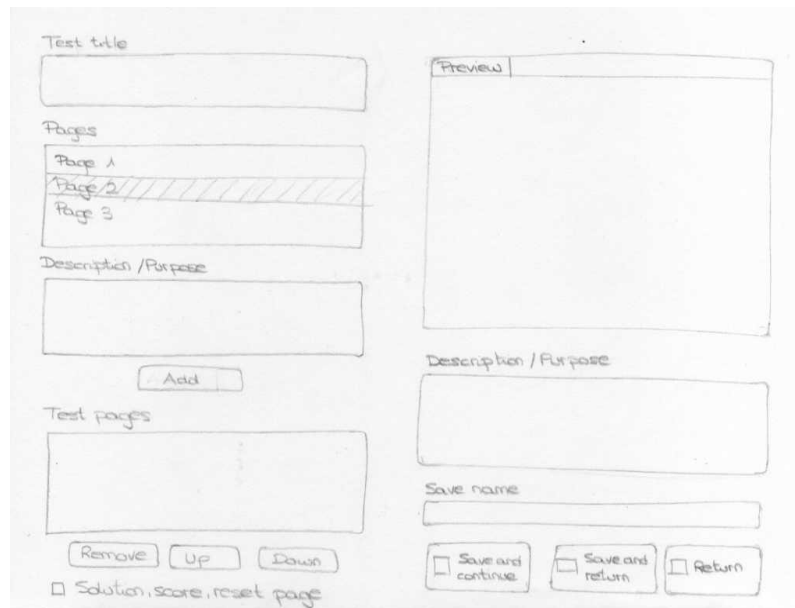 Test title
Pages
Page 1
Page 2
Page 3
Description / Purpose
Add
Test pages
Remove
Up
Down
Solution, score, reset page
Preview
Description / Purpose
Save name
Save and
continue
Save and
return
Return